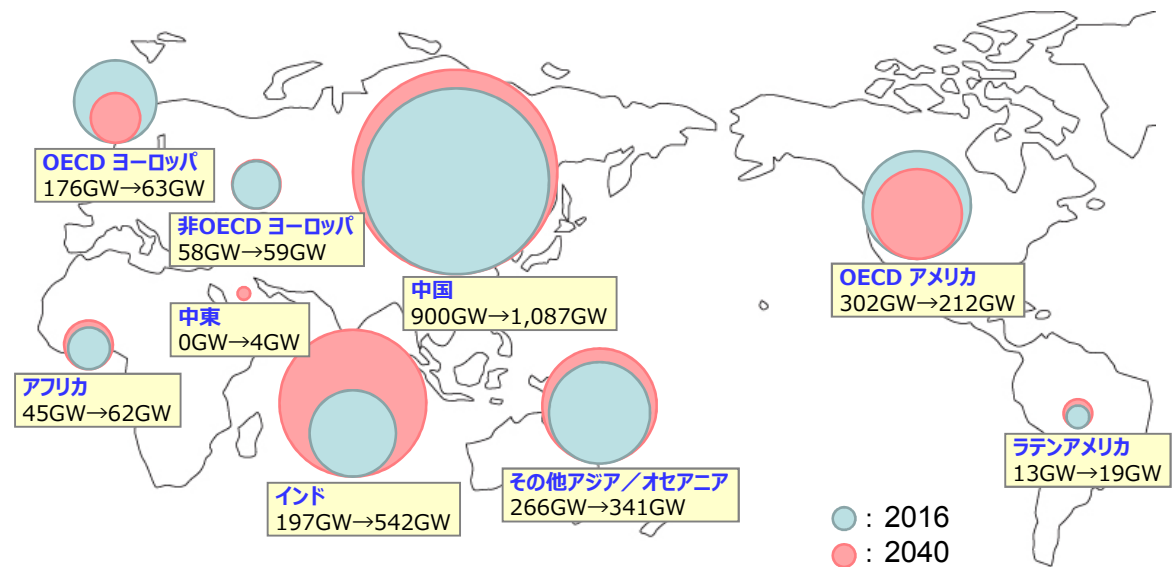 OECD ヨーロッパ
176GW→63GW
非OECD ヨーロッパ
58GW→59GW
中国
900GW→1,087GW
OECD アメリカ
302GW→212GW
中東
0GW→4GW
アフリカ
45GW→62GW
インド
197GW→542GW
その他アジア／オセアニア
266GW→341GW
ラテンアメリカ
13GW→19GW
：2016
：2040